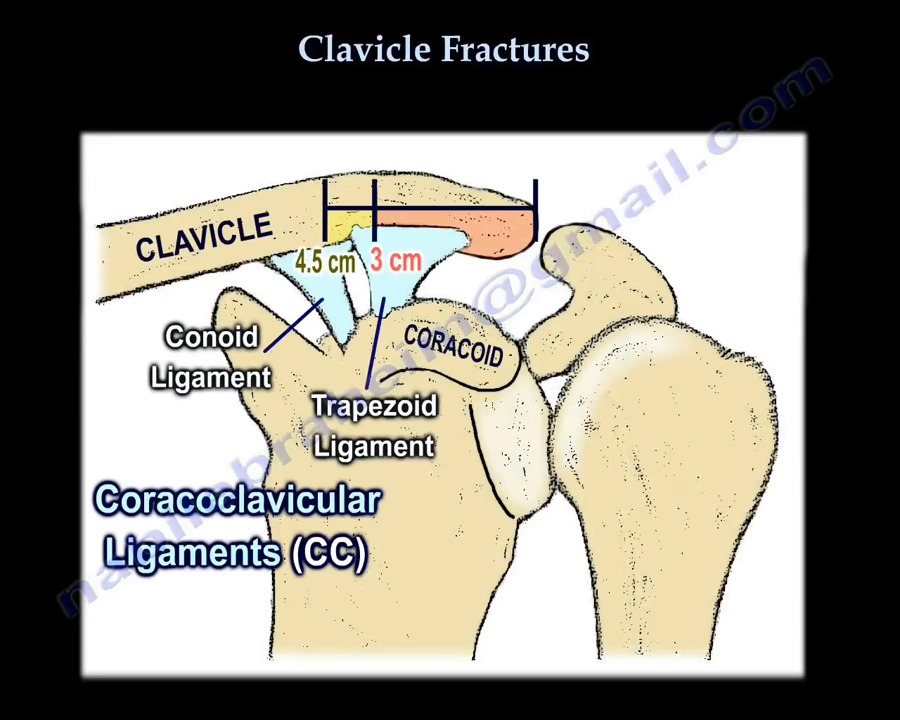 Clavicle Fractures
CLAVICLE
4.5 cm
3 cm
Conoid
Ligament
CORACOID
Trapezoid
Ligament
Coracoclavicular
Ligaments (CC)